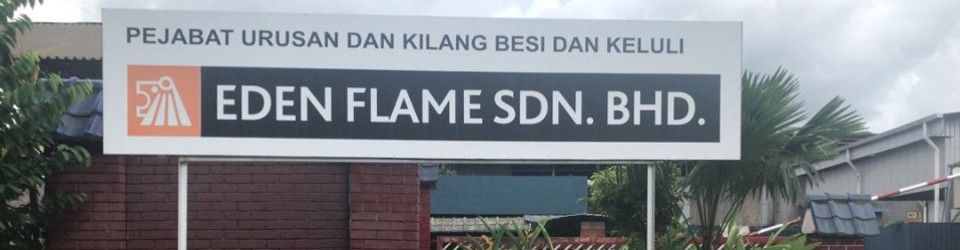 PEJABAT URUSAN DAN KILANG BESI DAN KELULI
EDEN FLAME SDN. BHD.